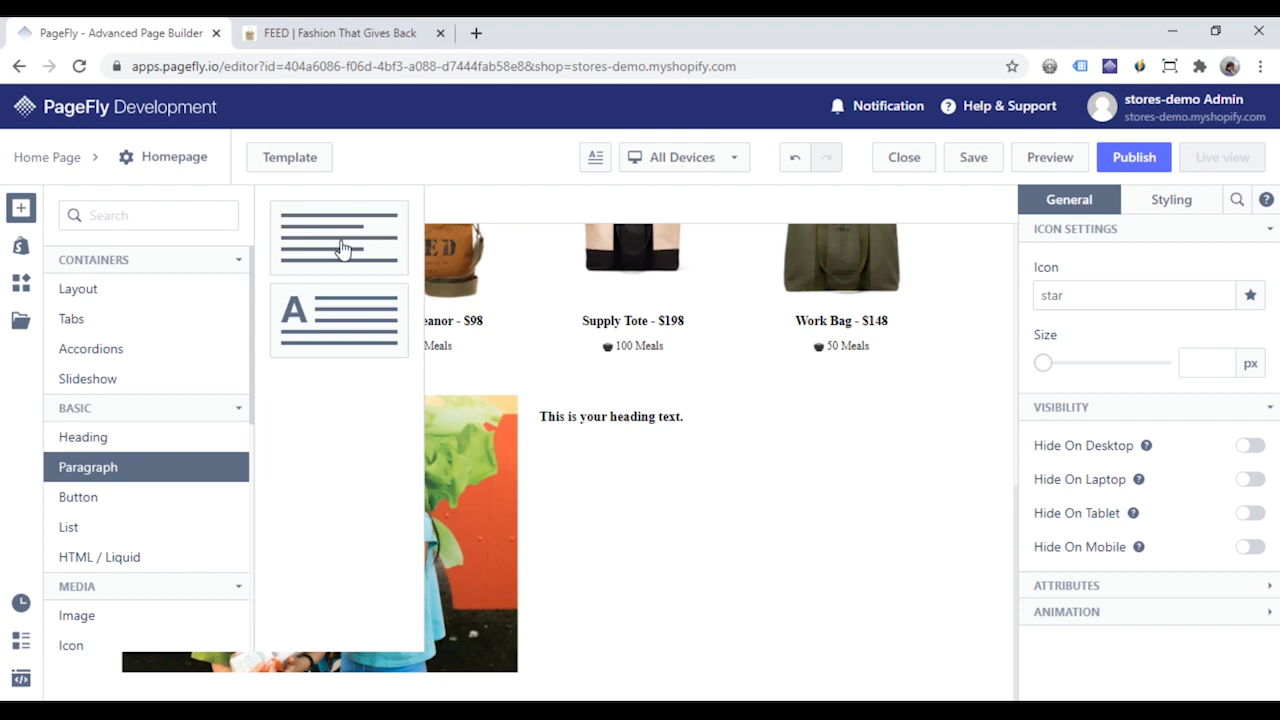 PageFly - Advanced Page Builder
FEED | Fashion That Gives Back
apps.pagefly.io/editor?id=404a6086-f06d-4bf3-a088-d7444fab58e8&shop=stores-demo.myshopify.com
PageFly Development
Notification
Help & Support
stores-demo Admin
stores-demo.myshopify.com
Home Page
Homepage
Template
All Devices
Close
Save
Preview
Publish
Live view
Search
CONTAINERS
Layout
Tabs
Accordions
Slideshow
BASIC
Heading
Paragraph
Button
List
HTML / Liquid
MEDIA
Image
Icon
A
ED
eanor - $98
Meals
Supply Tote - $198
100 Meals
Work Bag - $148
50 Meals
This is your heading text.
General
Styling
ICON SETTINGS
Icon
star
Size
px
VISIBILITY
Hide On Desktop
Hide On Laptop
Hide On Tablet
Hide On Mobile
ATTRIBUTES
ANIMATION